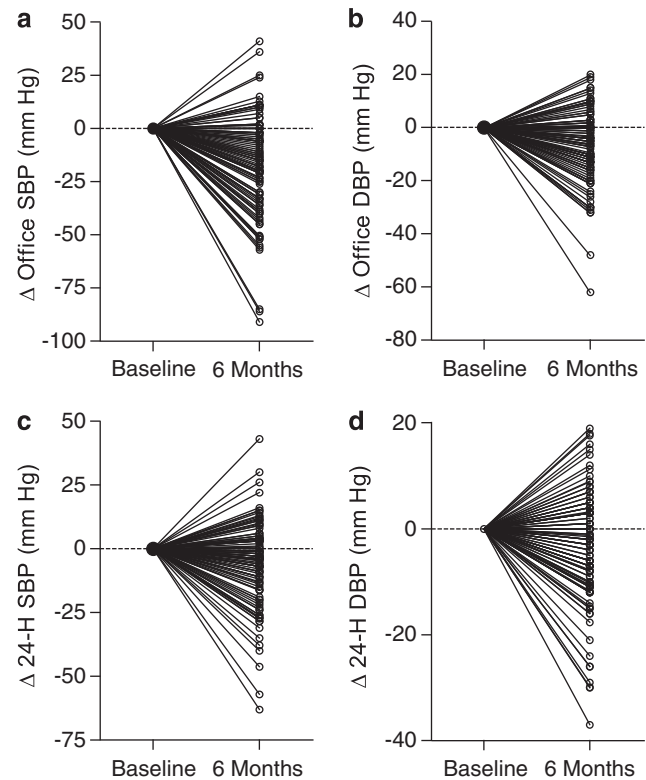 a
Δ Office SBP (mm Hg)
50
25
0
-25
-50
-75
-100
Baseline 6 Months
b
Δ Office DBP (mm Hg)
40
20
0
-20
-40
-60
-80
Baseline 6 Months
c
Δ 24-H SBP (mm Hg)
50
25
0
-25
-50
-75
Baseline 6 Months
d
Δ 24-H DBP (mm Hg)
20
0
-20
-40
Baseline 6 Months